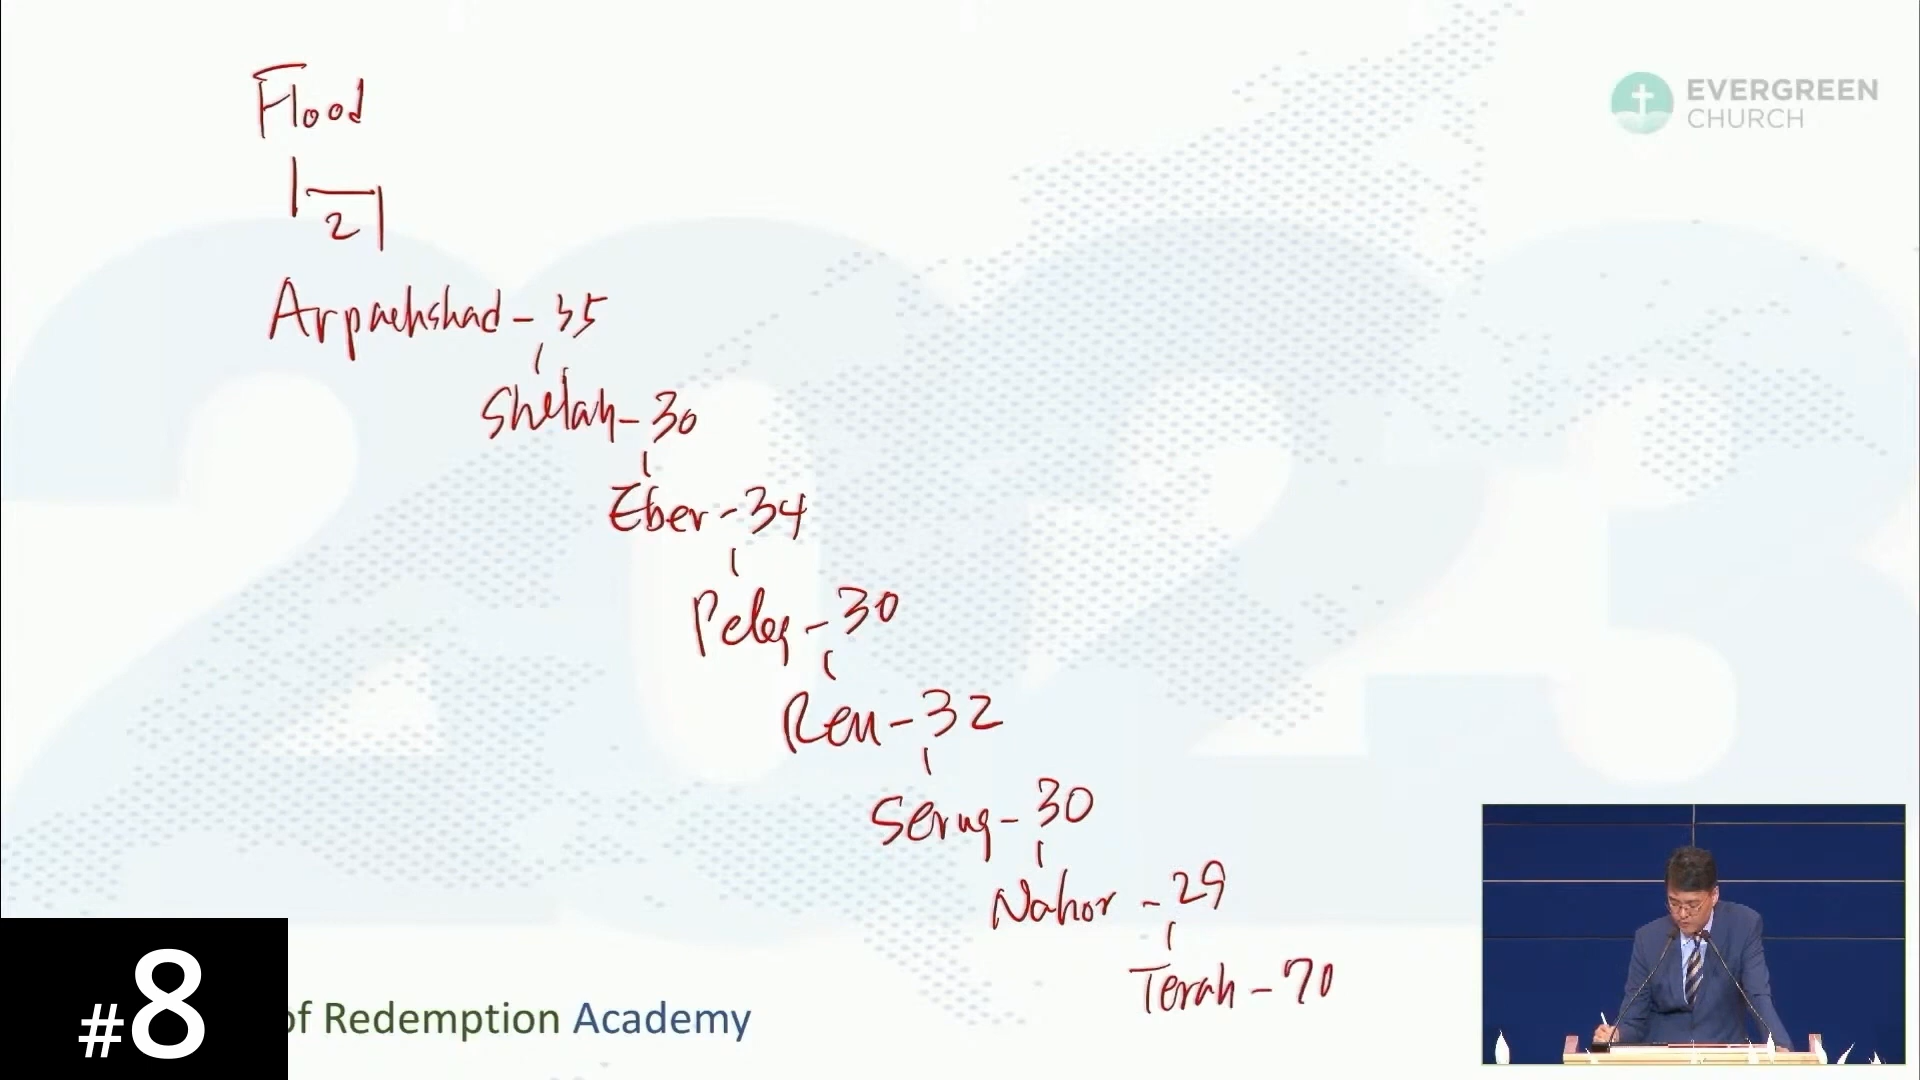 Flood
2
EVERGREEN
CHURCH
Arpachshad - 35
Shelah - 30
Eber - 34
Peleg - 30
Reu - 32
Serug - 30
Nahor - 29
Terah - 70
#8
of Redemption Academy